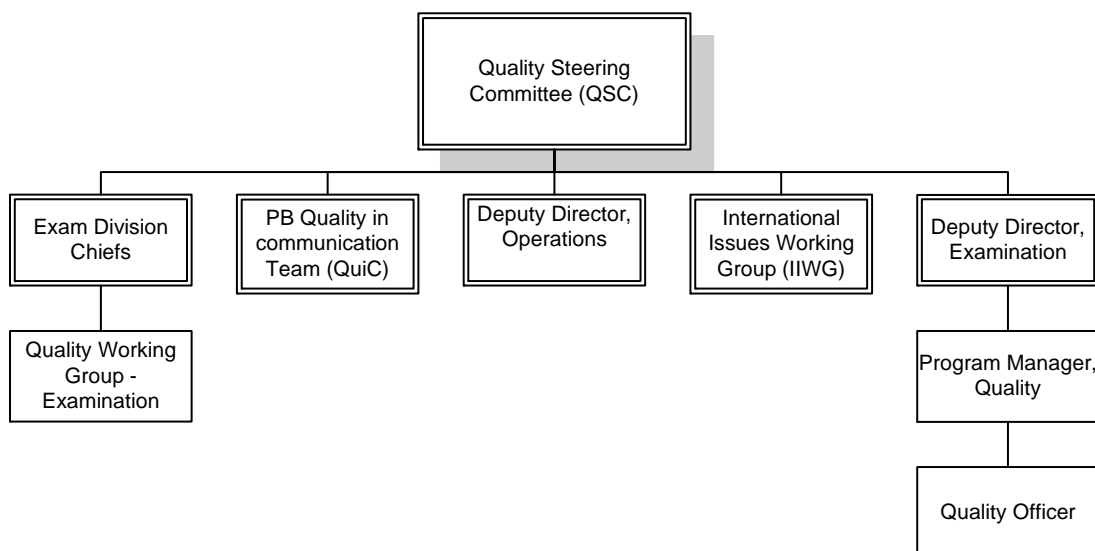 Quality Steering
Committee (QSC)
Exam Division
Chiefs
PB Quality in
communication
Team (QuiC)
Deputy Director,
Operations
International
Issues Working
Group (IIWG)
Deputy Director,
Examination
Quality Working
Group -
Examination
Program Manager,
Quality
Quality Officer